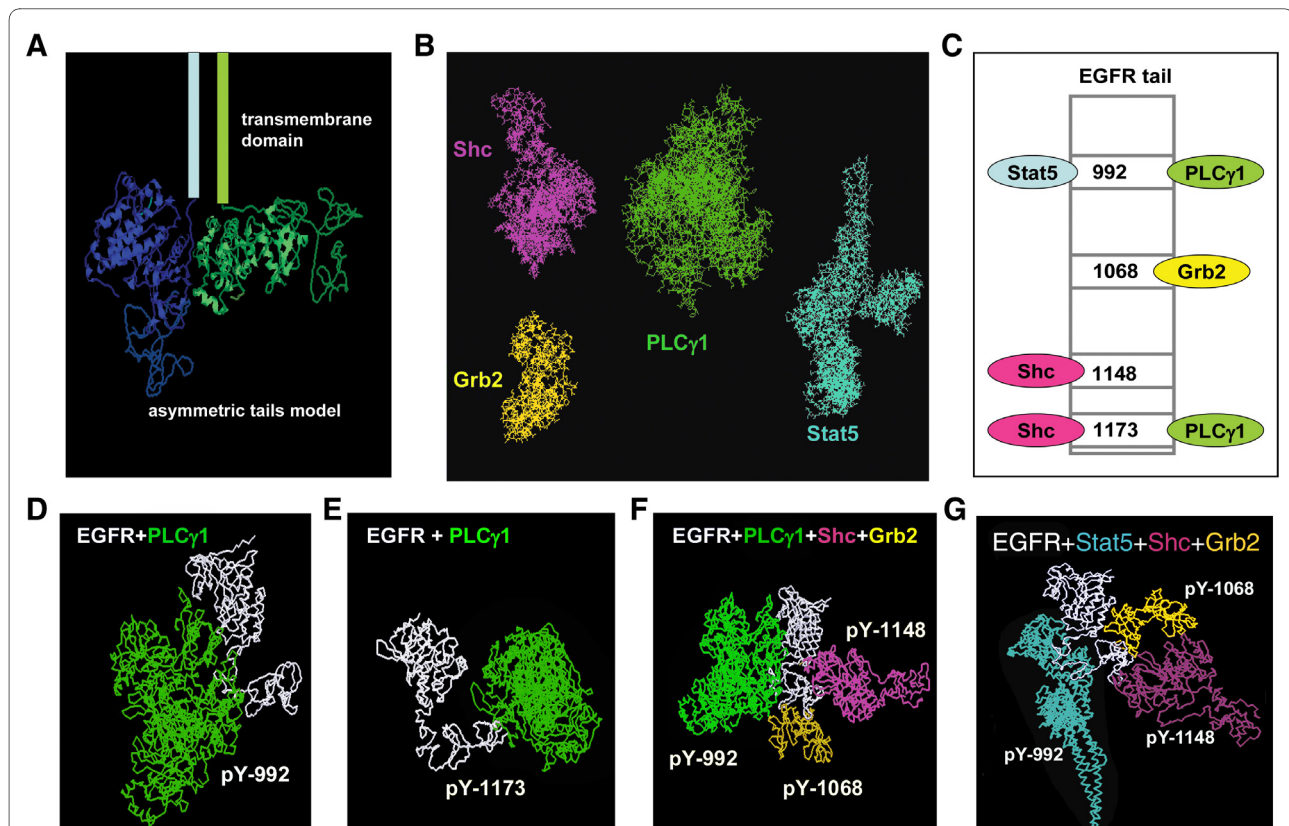 A
transmembrane
domain
asymmetric tails model
B
Shc
PLCγ1
Grb2
Stat5
C
EGFR tail
Stat5 992 PLCγ1
1068 Grb2
Shc 1148
Shc 1173 PLCγ1
D
EGFR+PLCγ1
pY-992
E
EGFR + PLCγ1
pY-1173
F
EGFR+PLCγ1+Shc+Grb2
pY-1148
pY-992
pY-1068
G
EGFR+Stat5+Shc+Grb2
pY-1068
pY-992
pY-1148